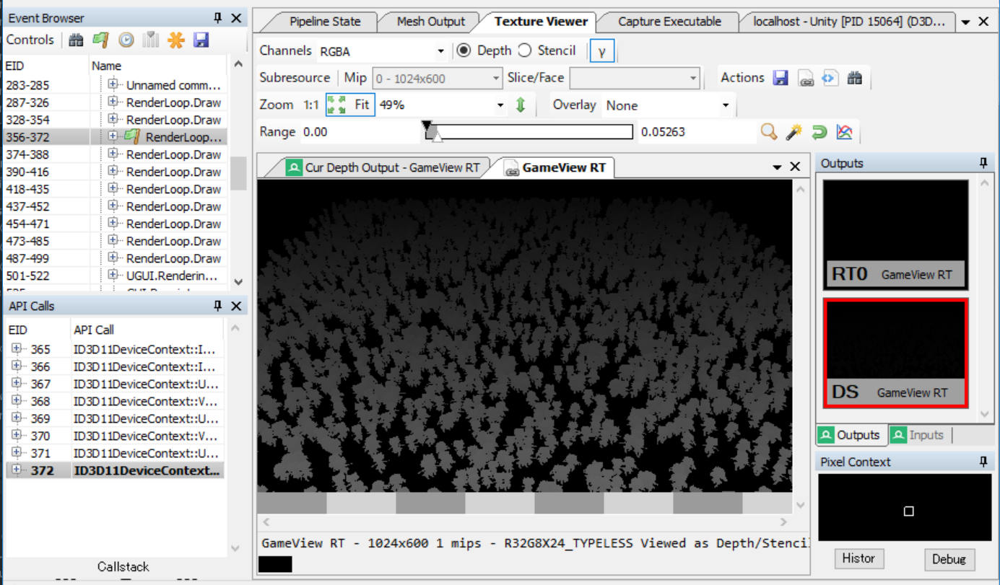 Event Browser
Controls
EID Name
283-285 Unnamed comm...
287-326 RenderLoop.Draw
328-354 RenderLoop.Draw
356-372 RenderLoop...
374-388 RenderLoop.Draw
390-416 RenderLoop.Draw
418-435 RenderLoop.Draw
437-452 RenderLoop.Draw
454-471 RenderLoop.Draw
473-485 RenderLoop.Draw
487-499 RenderLoop.Draw
501-522 UGUI.Renderin...
API Calls
EID API Call
365 ID3D11DeviceContext::I...
366 ID3D11DeviceContext::I...
367 ID3D11DeviceContext::U...
368 ID3D11DeviceContext::V...
369 ID3D11DeviceContext::U...
370 ID3D11DeviceContext::V...
371 ID3D11DeviceContext::U...
372 ID3D11DeviceContext...
Callstack
Pipeline State Mesh Output Texture Viewer Capture Executable localhost - Unity [PID 15064] (D3D...
Channels RGBA Depth Stencil γ
Subresource Mip 0 - 1024x600 Slice/Face Actions
Zoom 1:1 Fit 49% Overlay None
Range 0.00 0.05263
Cur Depth Output - GameView RT GameView RT
GameView RT - 1024x600 1 mips - R32G8X24_TYPELESS Viewed as Depth/Stenci
Outputs
RT0 GameView RT
DS GameView RT
Outputs Inputs
Pixel Context
Histor Debug